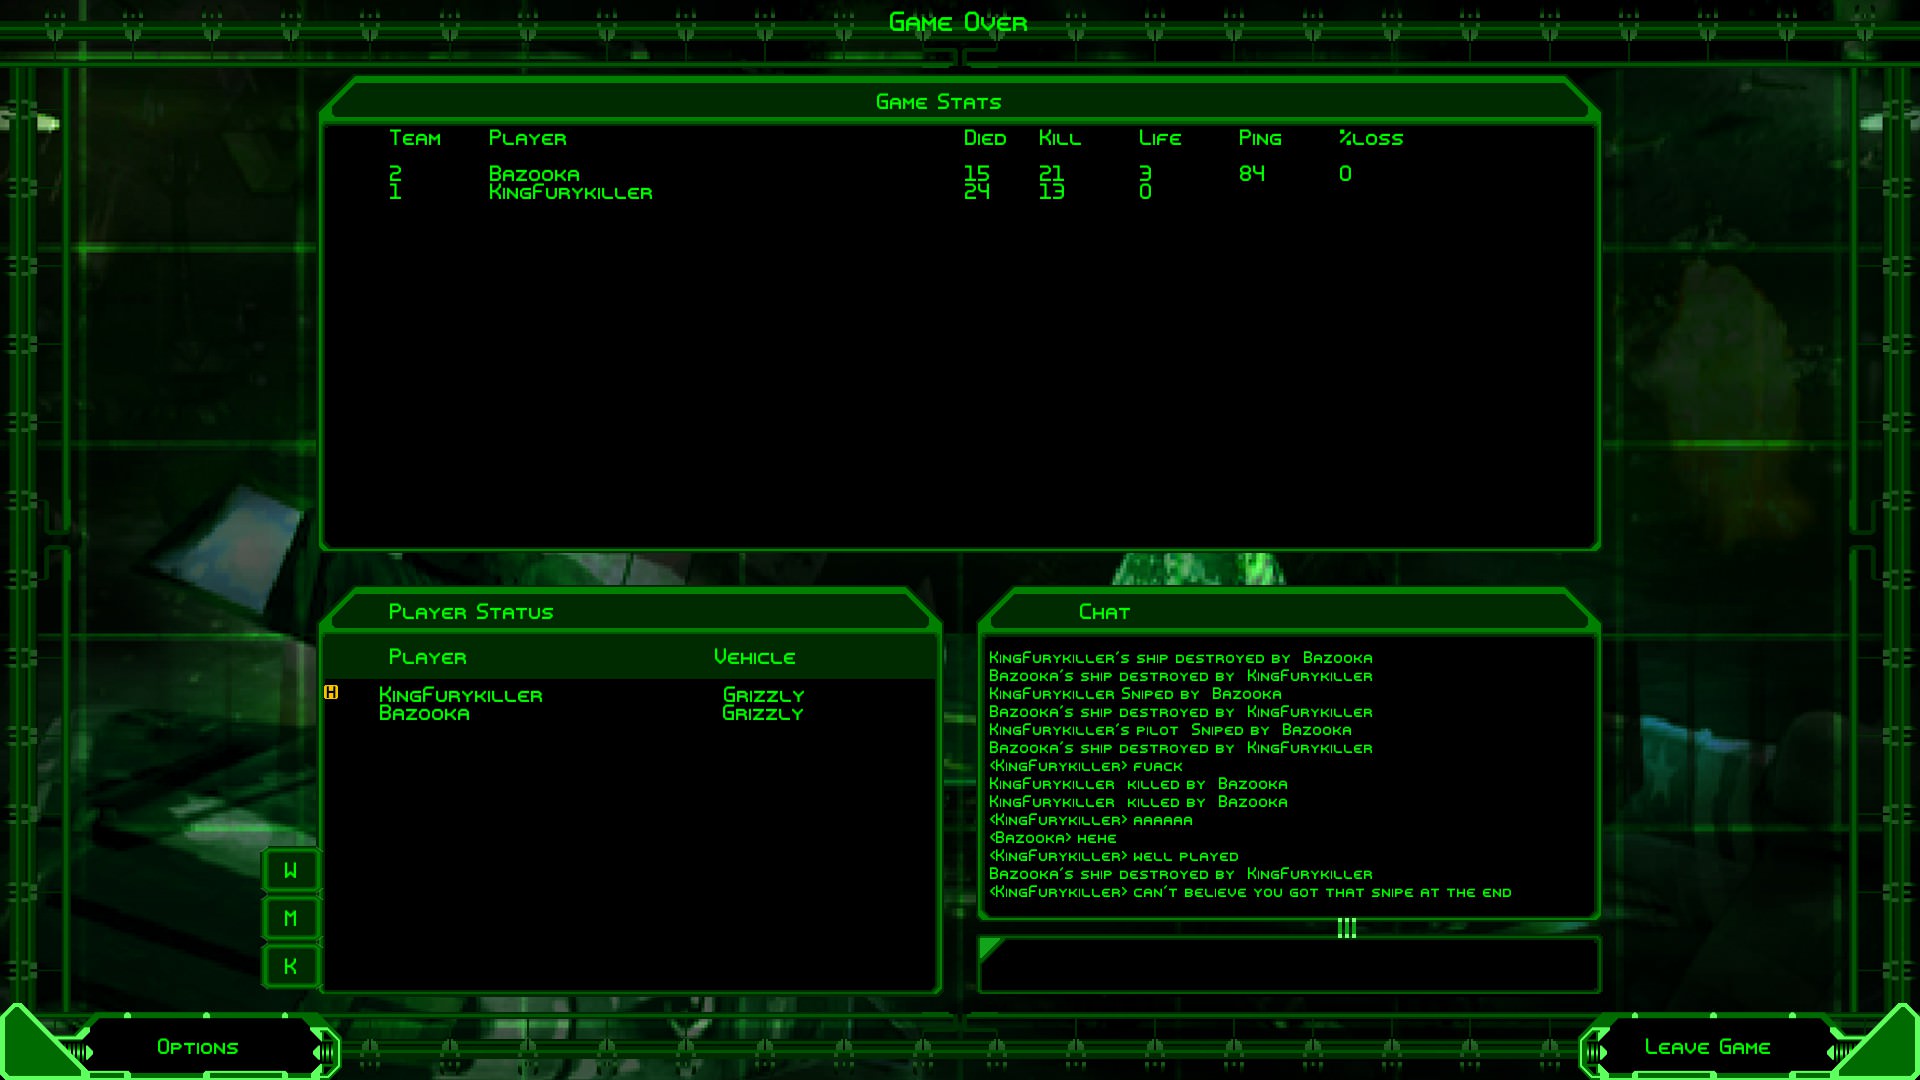 Game Over
Game Stats
Team Player Died Kill Life Ping %loss
2 Bazooka 15 21 3 84 0
1 KingFurykiller 24 13 0
Player Status
Player Vehicle
H KingFurykiller Grizzly
Bazooka Grizzly
W
M
K
Chat
KingFurykiller's ship destroyed by Bazooka
Bazooka's ship destroyed by KingFurykiller
KingFurykiller Sniped by Bazooka
Bazooka's ship destroyed by KingFurykiller
KingFurykiller's pilot Sniped by Bazooka
Bazooka's ship destroyed by KingFurykiller
<KingFurykiller> fuack
KingFurykiller killed by Bazooka
KingFurykiller killed by Bazooka
<KingFurykiller> aaaaaa
<Bazooka> hehe
<KingFurykiller> well played
Bazooka's ship destroyed by KingFurykiller
<KingFurykiller> can't believe you got that snipe at the end
Options
Leave Game